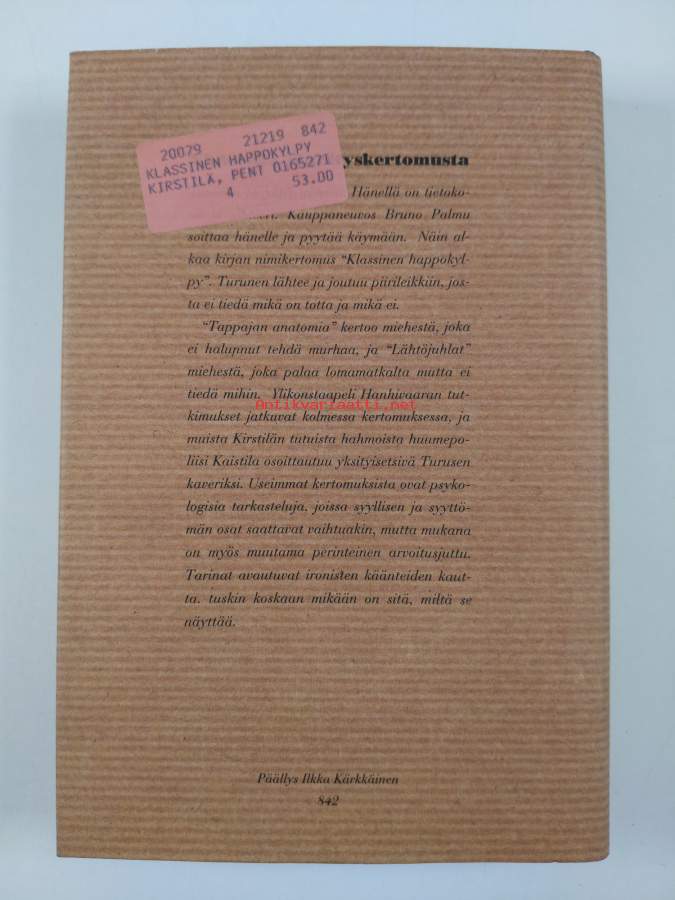 20079 21219 842
KLASSINEN HAPPOKYLPY
KIRSTILÄ, PENT 0165271
4 53.00
yskertomusta
Hänellä on tietoko-
Kauppaneuvos Bruno Palmu
soittaa hänelle ja pyytää käymään. Näin al-
kaa kirjan nimikertomus “Klassinen happokyl-
py”. Turunen lähtee ja joutuu piirileikkiin, jos-
ta ei tiedä mikä on totta ja mikä ei.
“Tappajan anatomia” kertoo miehestä, joka
ei halunnut tehdä murhaa, ja “Lähtöjuhlat”
miehestä, joka palaa lomamatkalta mutta ei
tiedä mihin. Ylikonstaapeli Hanhivaaran tut-
Antikvariaatti.net
kimukset jatkuvat kolmessa kertomuksessa, ja
muista Kirstilän tutuista hahmoista huumepo-
liisi Kaistila osoittautuu yksityisetsivä Turusen
kaveriksi. Useimmat kertomuksista ovat psyko-
logisia tarkasteluja, joissa syyllisen ja syyttö-
män osat saattavat vaihtuakin, mutta mukana
on myös muutama perinteinen arvoitusjuttu.
Tarinat avautuvat ironisten käänteiden kaut-
ta. tuskin koskaan mikään on sitä, miltä se
näyttää.
Päällys Ilkka Kärkkäinen
842